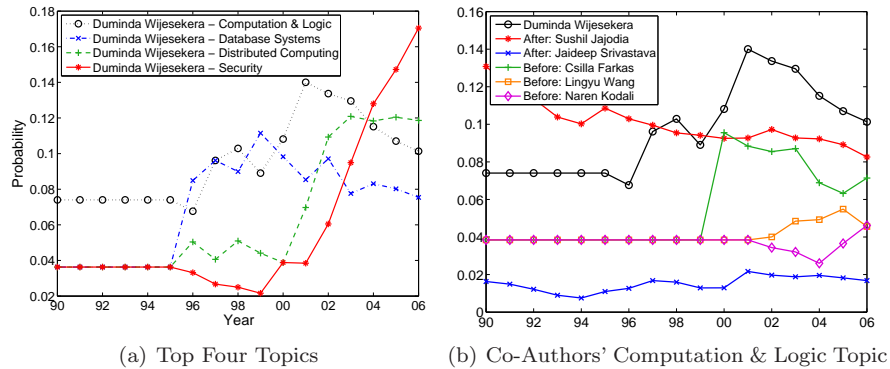 0.18
0.16
0.14
0.12
0.1
0.08
0.06
0.04
0.02
Probability
Duminda Wijesekera – Computation & Logic
Duminda Wijesekera – Database Systems
Duminda Wijesekera – Distributed Computing
Duminda Wijesekera – Security
90 92 94 96 98 00 02 04 06
Year
(a) Top Four Topics
0.16
0.14
0.12
0.1
0.08
0.06
0.04
0.02
0
Duminda Wijesekera
After: Sushil Jajodia
After: Jaideep Srivastava
Before: Csilla Farkas
Before: Lingyu Wang
Before: Naren Kodali
90 92 94 96 98 00 02 04 06
(b) Co-Authors' Computation & Logic Topic